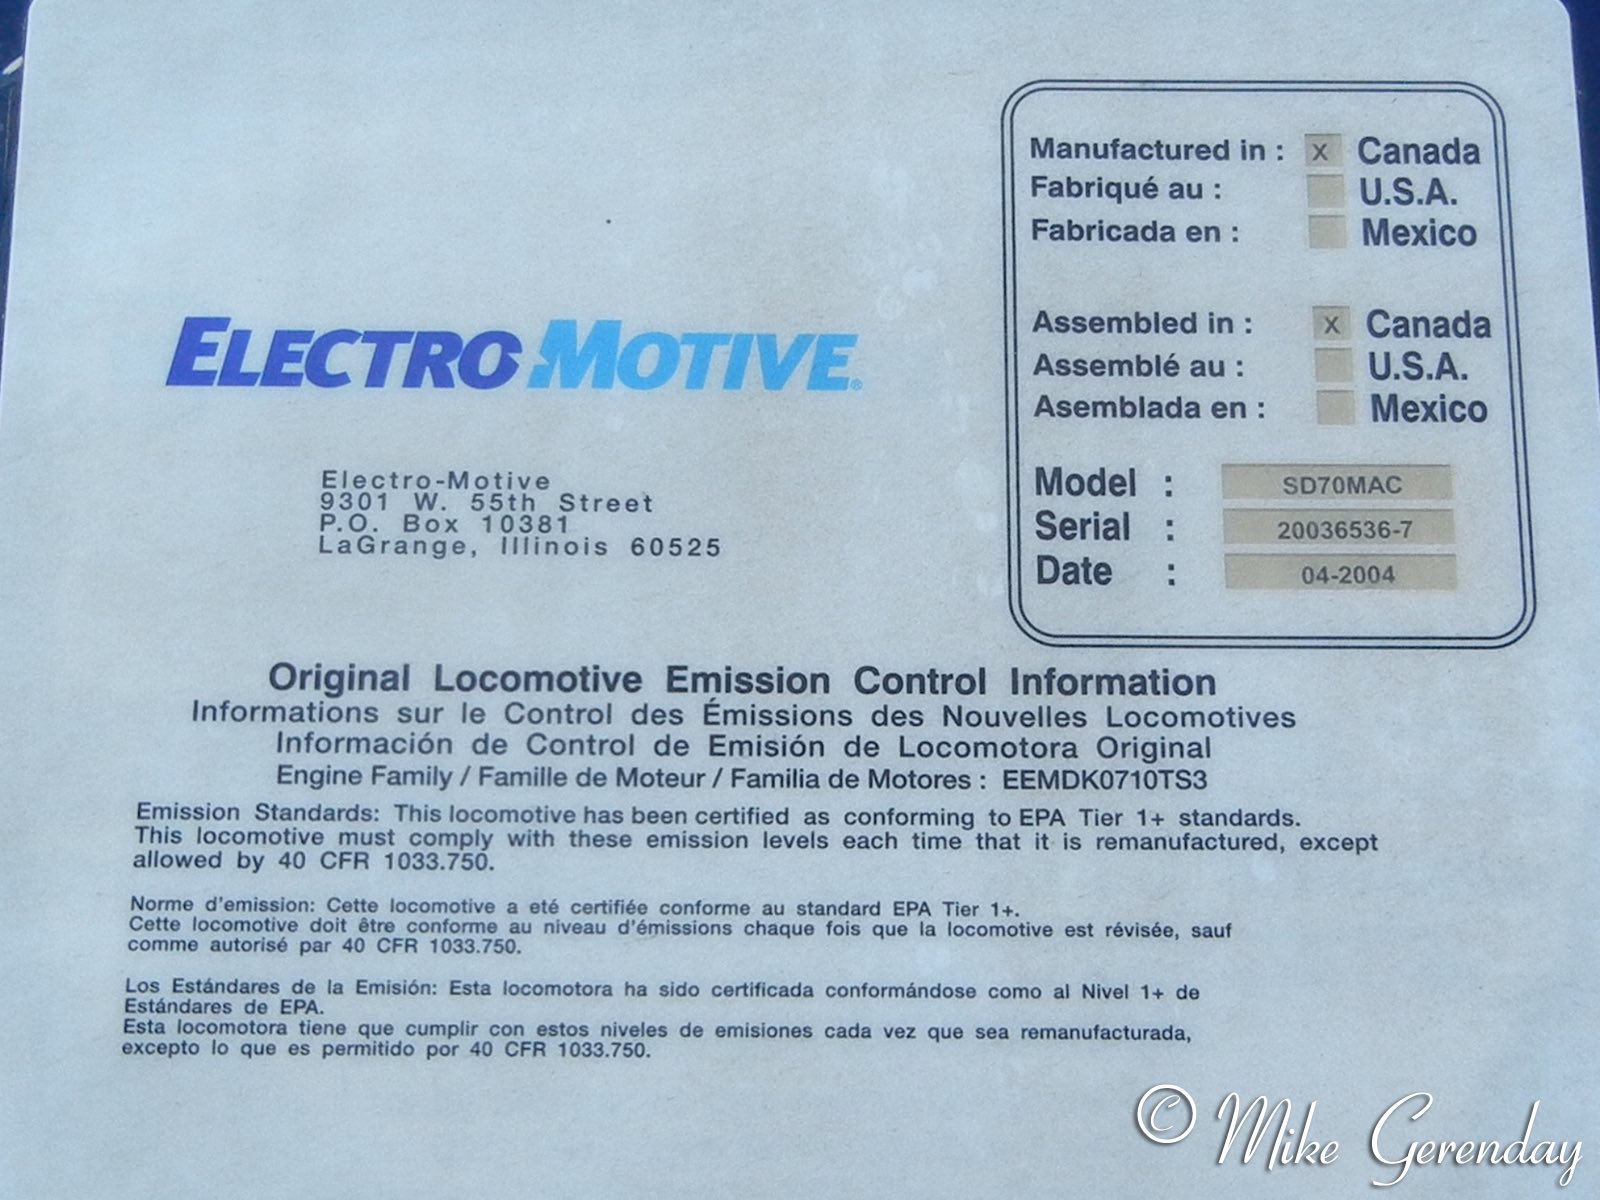 Manufactured in : x Canada
Fabriqué au : U.S.A.
Fabricada en : Mexico
Assembled in : x Canada
Assemblé au : U.S.A.
Asemblada en : Mexico
Model : SD70MAC
Serial : 20036536-7
Date : 04-2004
ELECTRO-MOTIVE®
Electro-Motive
9301 W. 55th Street
P.O. Box 10381
LaGrange, Illinois 60525
Original Locomotive Emission Control Information
Informations sur le Control des Émissions des Nouvelles Locomotives
Información de Control de Emisión de Locomotora Original
Engine Family / Famille de Moteur / Familia de Motores : EEMDK0710TS3
Emission Standards: This locomotive has been certified as conforming to EPA Tier 1+ standards.
This locomotive must comply with these emission levels each time that it is remanufactured, except
allowed by 40 CFR 1033.750.
Norme d'emission: Cette locomotive a eté certifiée conforme au standard EPA Tier 1+.
Cette locomotive doit être conforme au niveau d'émissions chaque fois que la locomotive est révisée, sauf
comme autorisé par 40 CFR 1033.750.
Los Estándares de la Emisión: Esta locomotora ha sido certificada conformándose como al Nivel 1+ de
Estándares de EPA.
Esta locomotora tiene que cumplir con estos niveles de emisiones cada vez que sea remanufacturada,
excepto lo que es permitido por 40 CFR 1033.750.
© Mike Gerenday